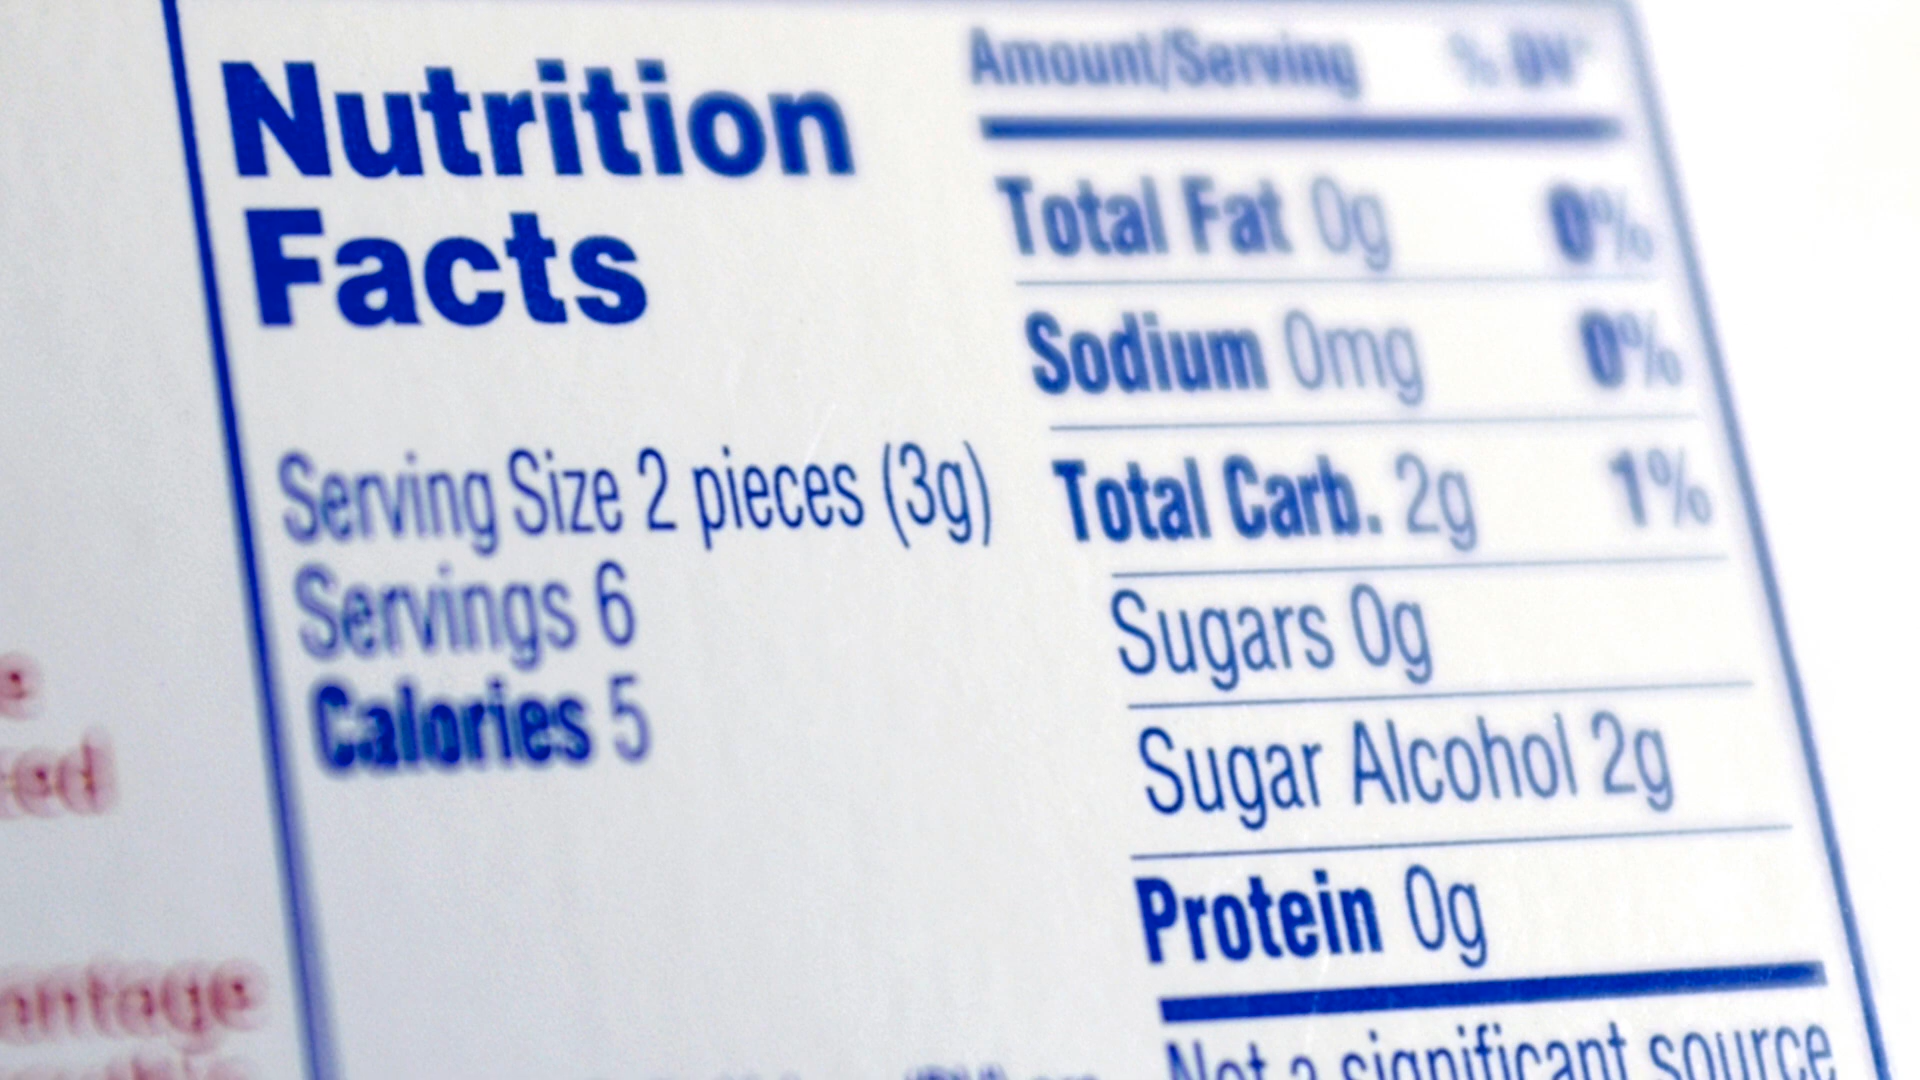 Nutrition
Facts
Serving Size 2 pieces (3g)
Servings 6
Calories 5
Amount/Serving % DV*
Total Fat 0g 0%
Sodium 0mg 0%
Total Carb. 2g 1%
Sugars 0g
Sugar Alcohol 2g
Protein 0g
Not a significant source